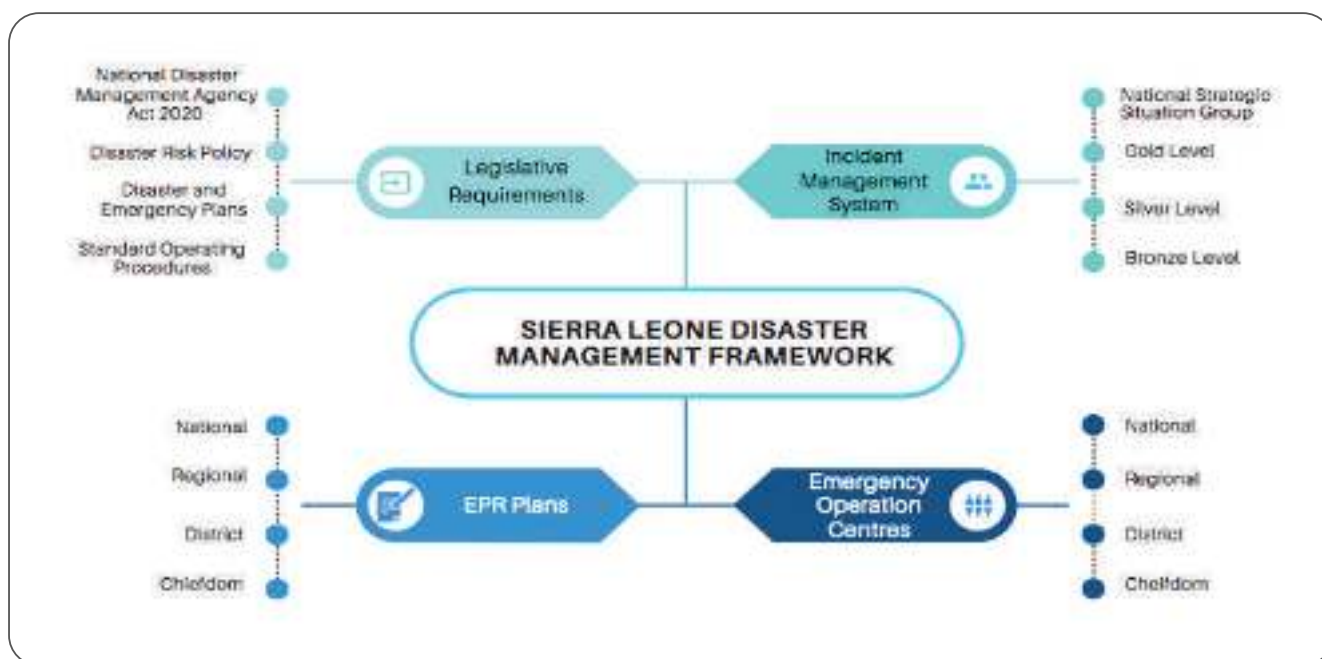 National Disaster
Management Agency
Act 2020
Disaster Risk Policy
Disaster and
Emergency Plans
Standard Operating
Procedures
Legislative
Requirements
Incident
Management
System
National Strategic
Situation Group
Gold Level
Silver Level
Bronze Level
SIERRA LEONE DISASTER
MANAGEMENT FRAMEWORK
National
Regional
District
Chiefdom
EPR Plans
Emergency
Operation
Centres
National
Regional
District
Cheifdom